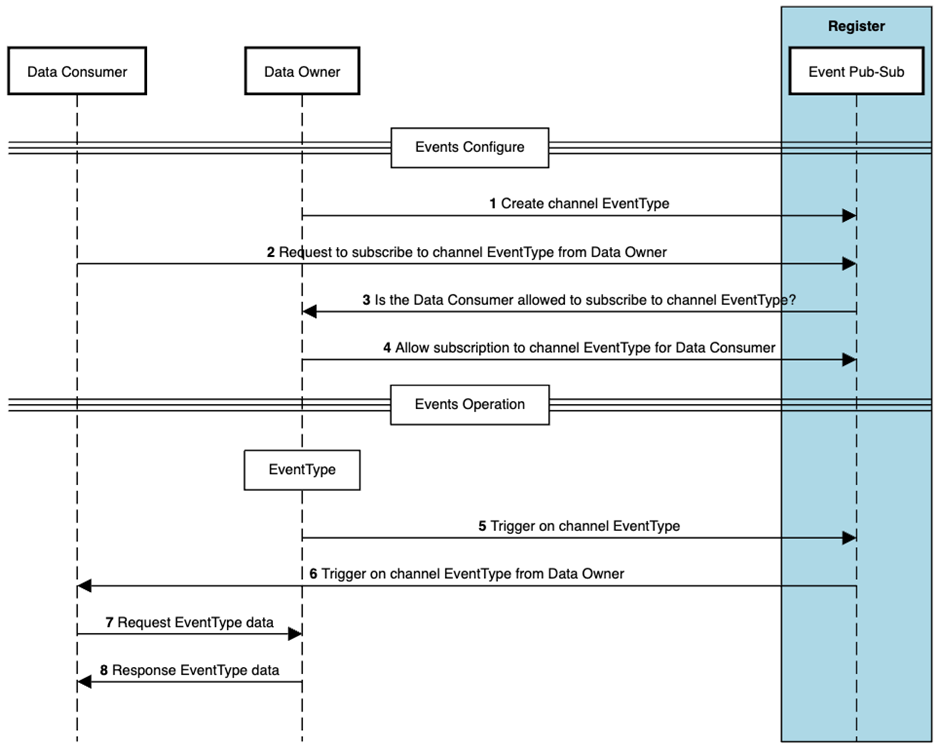 Register
Data Consumer
Data Owner
Event Pub-Sub
Events Configure
1 Create channel EventType
2 Request to subscribe to channel EventType from Data Owner
3 Is the Data Consumer allowed to subscribe to channel EventType?
4 Allow subscription to channel EventType for Data Consumer
Events Operation
EventType
5 Trigger on channel EventType
6 Trigger on channel EventType from Data Owner
7 Request EventType data
8 Response EventType data